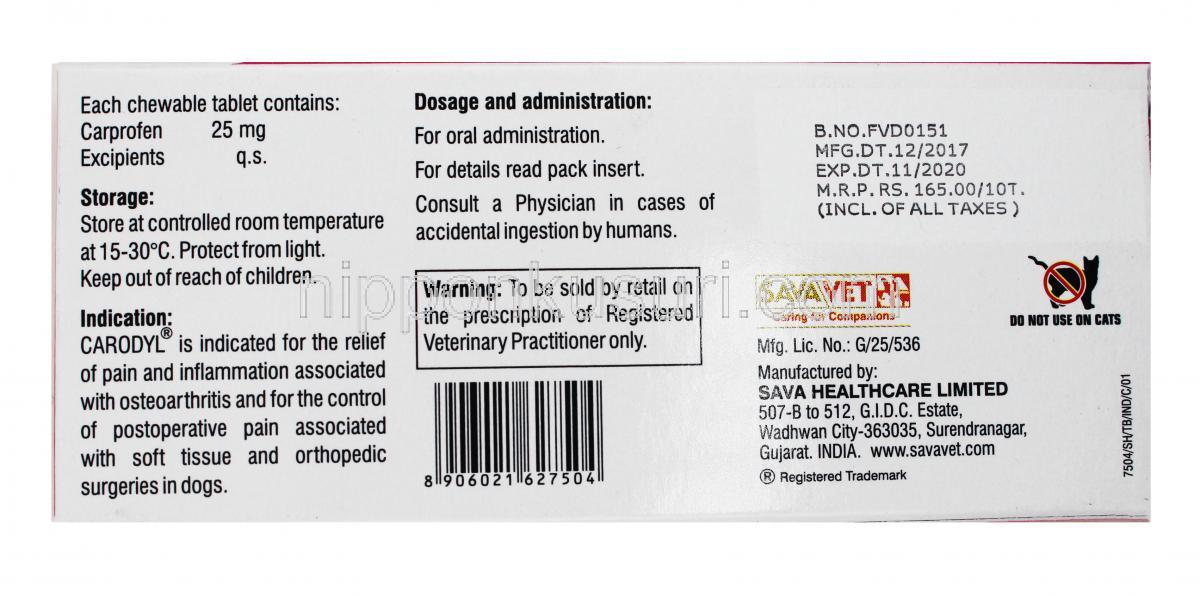 Each chewable tablet contains:
Carprofen 25 mg
Excipients q.s.
Storage:
Store at controlled room temperature
at 15-30°C. Protect from light.
Keep out of reach of children.
Indication:
CARODYL® is indicated for the relief
of pain and inflammation associated
with osteoarthritis and for the control
of postoperative pain associated
with soft tissue and orthopedic
surgeries in dogs.
Dosage and administration:
For oral administration.
For details read pack insert.
Consult a Physician in cases of
accidental ingestion by humans.
Warning: To be sold by retail on
the prescription of Registered
Veterinary Practitioner only.
8 906021 627504
B.NO.FVD0151
MFG.DT.12/2017
EXP.DT.11/2020
M.R.P. RS. 165.00/10T.
(INCL. OF ALL TAXES )
SAVAVET
Caring for Companions
DO NOT USE ON CATS
Mfg. Lic. No.: G/25/536
Manufactured by:
SAVA HEALTHCARE LIMITED
507-B to 512, G.I.D.C. Estate,
Wadhwan City-363035, Surendranagar,
Gujarat. INDIA. www.savavet.com
® Registered Trademark
7504/SH/TB/IND/C/01
nipponkusuri.com